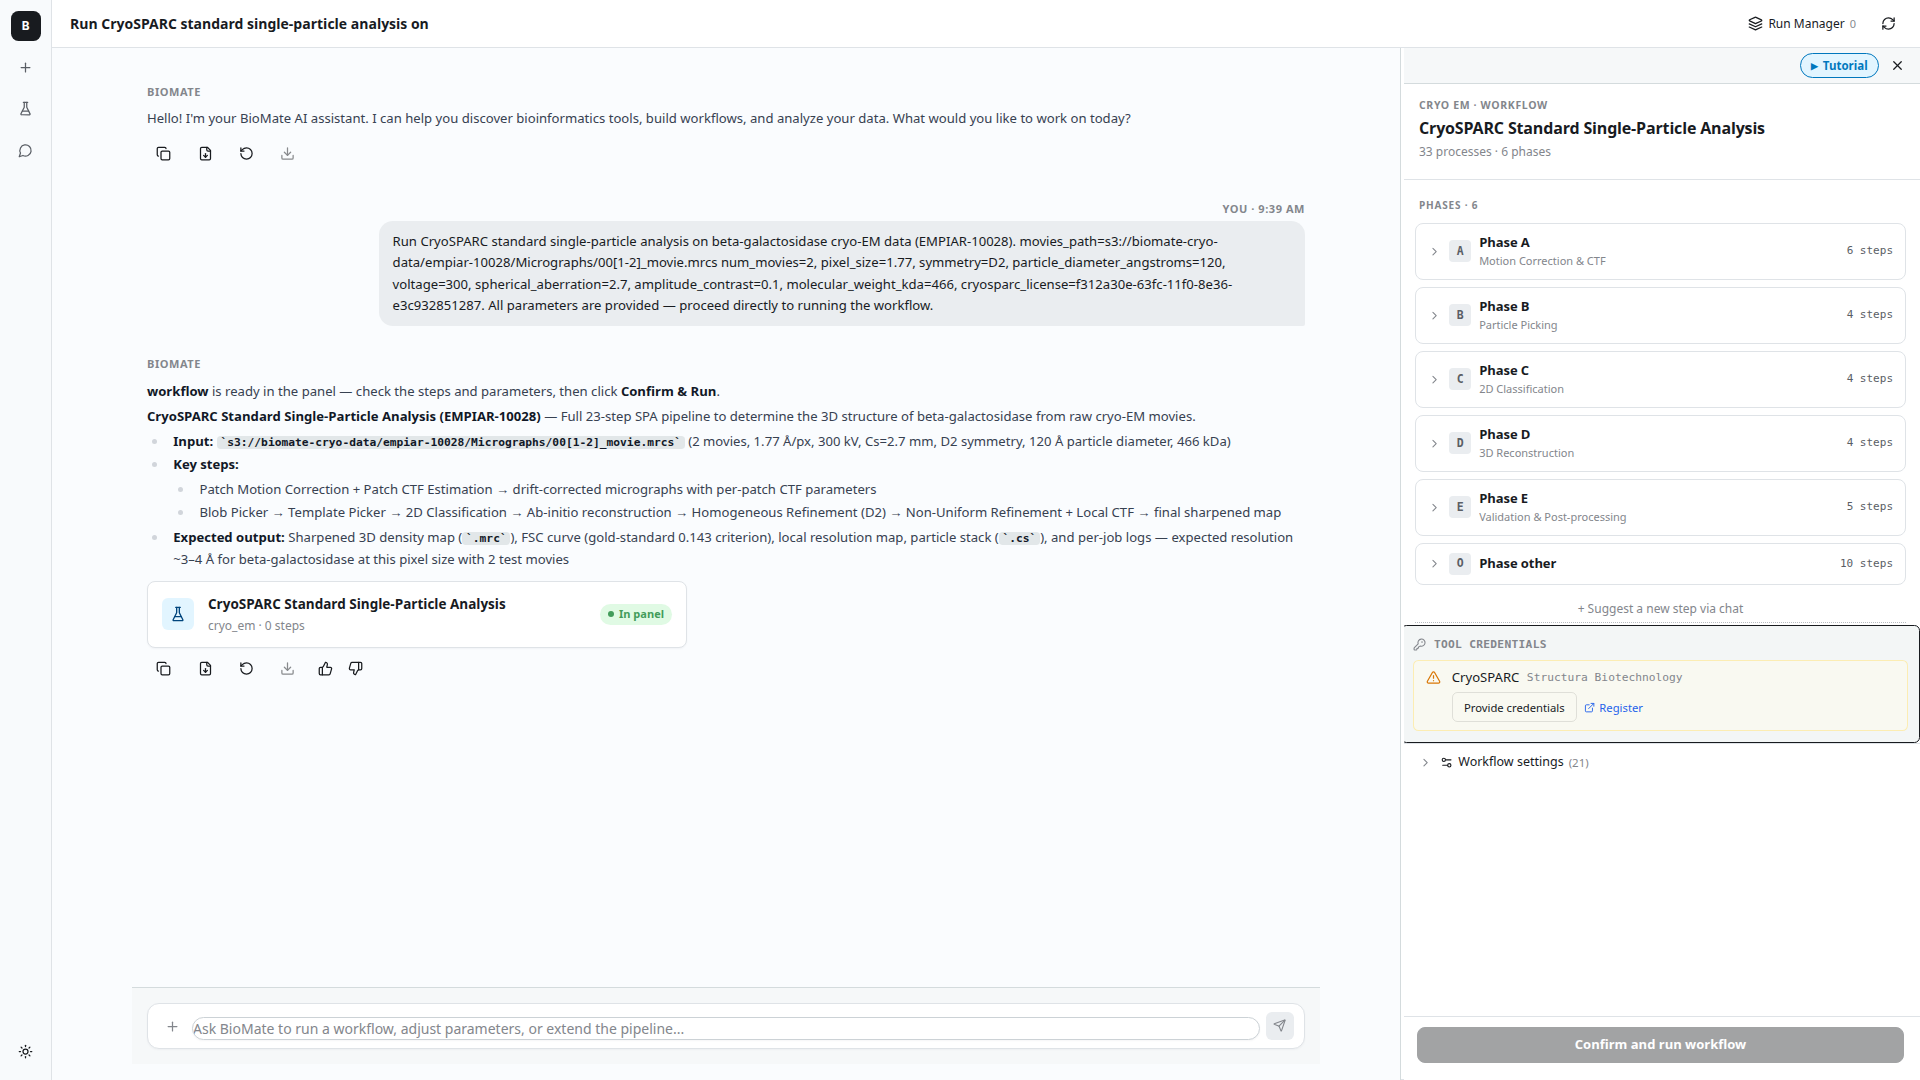 B
Run CryoSPARC standard single-particle analysis on
Run Manager 0
Tutorial
BIOMATE
Hello! I'm your BioMate AI assistant. I can help you discover bioinformatics tools, build workflows, and analyze your data. What would you like to work on today?
YOU · 9:39 AM
Run CryoSPARC standard single-particle analysis on beta-galactosidase cryo-EM data (EMPIAR-10028). movies_path=s3://biomate-cryo-
data/empiar-10028/Micrographs/00[1-2]_movie.mrcs num_movies=2, pixel_size=1.77, symmetry=D2, particle_diameter_angstroms=120,
voltage=300, spherical_aberration=2.7, amplitude_contrast=0.1, molecular_weight_kda=466, cryosparc_license=f312a30e-63fc-11f0-8e36-
e3c932851287. All parameters are provided — proceed directly to running the workflow.
BIOMATE
workflow is ready in the panel — check the steps and parameters, then click Confirm & Run.
CryoSPARC Standard Single-Particle Analysis (EMPIAR-10028) — Full 23-step SPA pipeline to determine the 3D structure of beta-galactosidase from raw cryo-EM movies.
Input: `s3://biomate-cryo-data/empiar-10028/Micrographs/00[1-2]_movie.mrcs` (2 movies, 1.77 Å/px, 300 kV, Cs=2.7 mm, D2 symmetry, 120 Å particle diameter, 466 kDa)
Key steps:
Patch Motion Correction + Patch CTF Estimation → drift-corrected micrographs with per-patch CTF parameters
Blob Picker → Template Picker → 2D Classification → Ab-initio reconstruction → Homogeneous Refinement (D2) → Non-Uniform Refinement + Local CTF → final sharpened map
Expected output: Sharpened 3D density map (`.mrc`), FSC curve (gold-standard 0.143 criterion), local resolution map, particle stack (`.cs`), and per-job logs — expected resolution
~3–4 Å for beta-galactosidase at this pixel size with 2 test movies
CryoSPARC Standard Single-Particle Analysis
cryo_em · 0 steps
In panel
Ask BioMate to run a workflow, adjust parameters, or extend the pipeline...
CRYO EM · WORKFLOW
CryoSPARC Standard Single-Particle Analysis
33 processes · 6 phases
PHASES · 6
A Phase A 6 steps
Motion Correction & CTF
B Phase B 4 steps
Particle Picking
C Phase C 4 steps
2D Classification
D Phase D 4 steps
3D Reconstruction
E Phase E 5 steps
Validation & Post-processing
O Phase other 10 steps
+ Suggest a new step via chat
TOOL CREDENTIALS
CryoSPARC Structura Biotechnology
Provide credentials Register
Workflow settings (21)
Confirm and run workflow